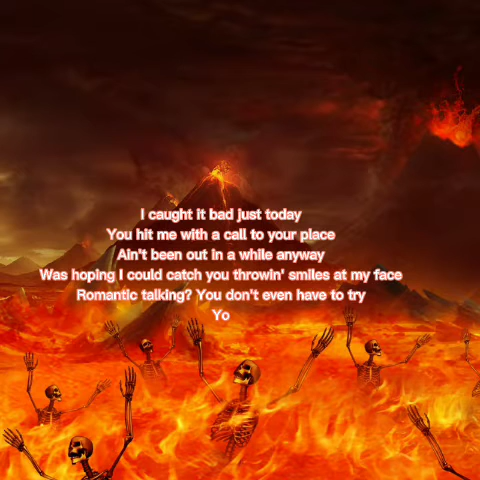 I caught it bad just today
You hit me with a call to your place
Ain't been out in a while anyway
Was hoping I could catch you throwin' smiles at my face
Romantic talking? You don't even have to try
Yo